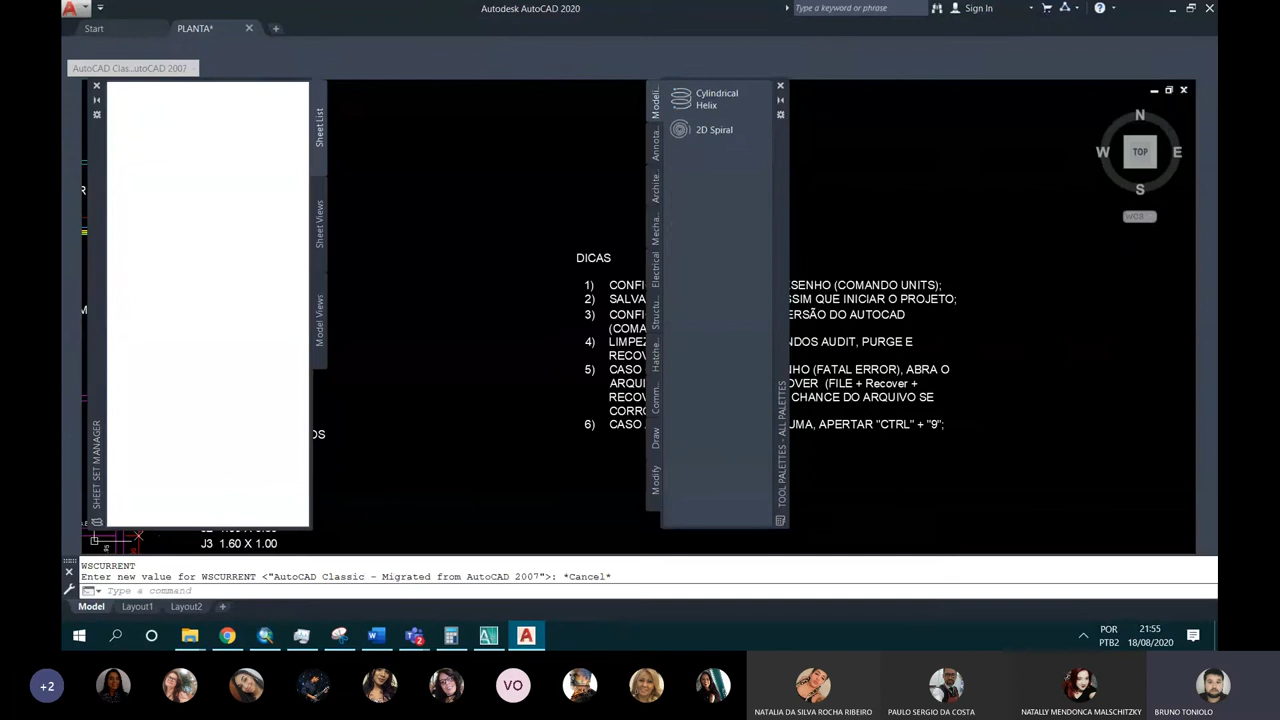 Autodesk AutoCAD 2020
Type a keyword or phrase
Sign In
Start
PLANTA*
AutoCAD Clas...utoCAD 2007
Sheet List
Sheet Views
Model Views
SHEET SET MANAGER
Modeli...
Annota...
Archite...
Mecha...
Electrical
Structu...
Hatche...
Comm...
Draw
Modify
Cylindrical
Helix
2D Spiral
TOOL PALETTES - ALL PALETTES
N
W
TOP
E
S
WCS
DICAS
1) CONFI ESENHO (COMANDO UNITS);
2) SALVA SSIM QUE INICIAR O PROJETO;
3) CONFI ERSÃO DO AUTOCAD
(COMA
4) LIMPEZ NDOS AUDIT, PURGE E
RECOV
5) CASO NHO (FATAL ERROR), ABRA O
ARQUI OVER (FILE + Recover +
RECOV CHANCE DO ARQUIVO SE
CORRO
6) CASO UMA, APERTAR "CTRL" + "9";
OS
J3 1.60 X 1.00
WSCURRENT
Enter new value for WSCURRENT <"AutoCAD Classic - Migrated from AutoCAD 2007">: *Cancel*
Type a command
Model
Layout1
Layout2
POR
PTB2
21:55
18/08/2020
+2
VO
NATALIA DA SILVA ROCHA RIBEIRO
PAULO SERGIO DA COSTA
NATALLY MENDONCA MALSCHITZKY
BRUNO TONIOLO